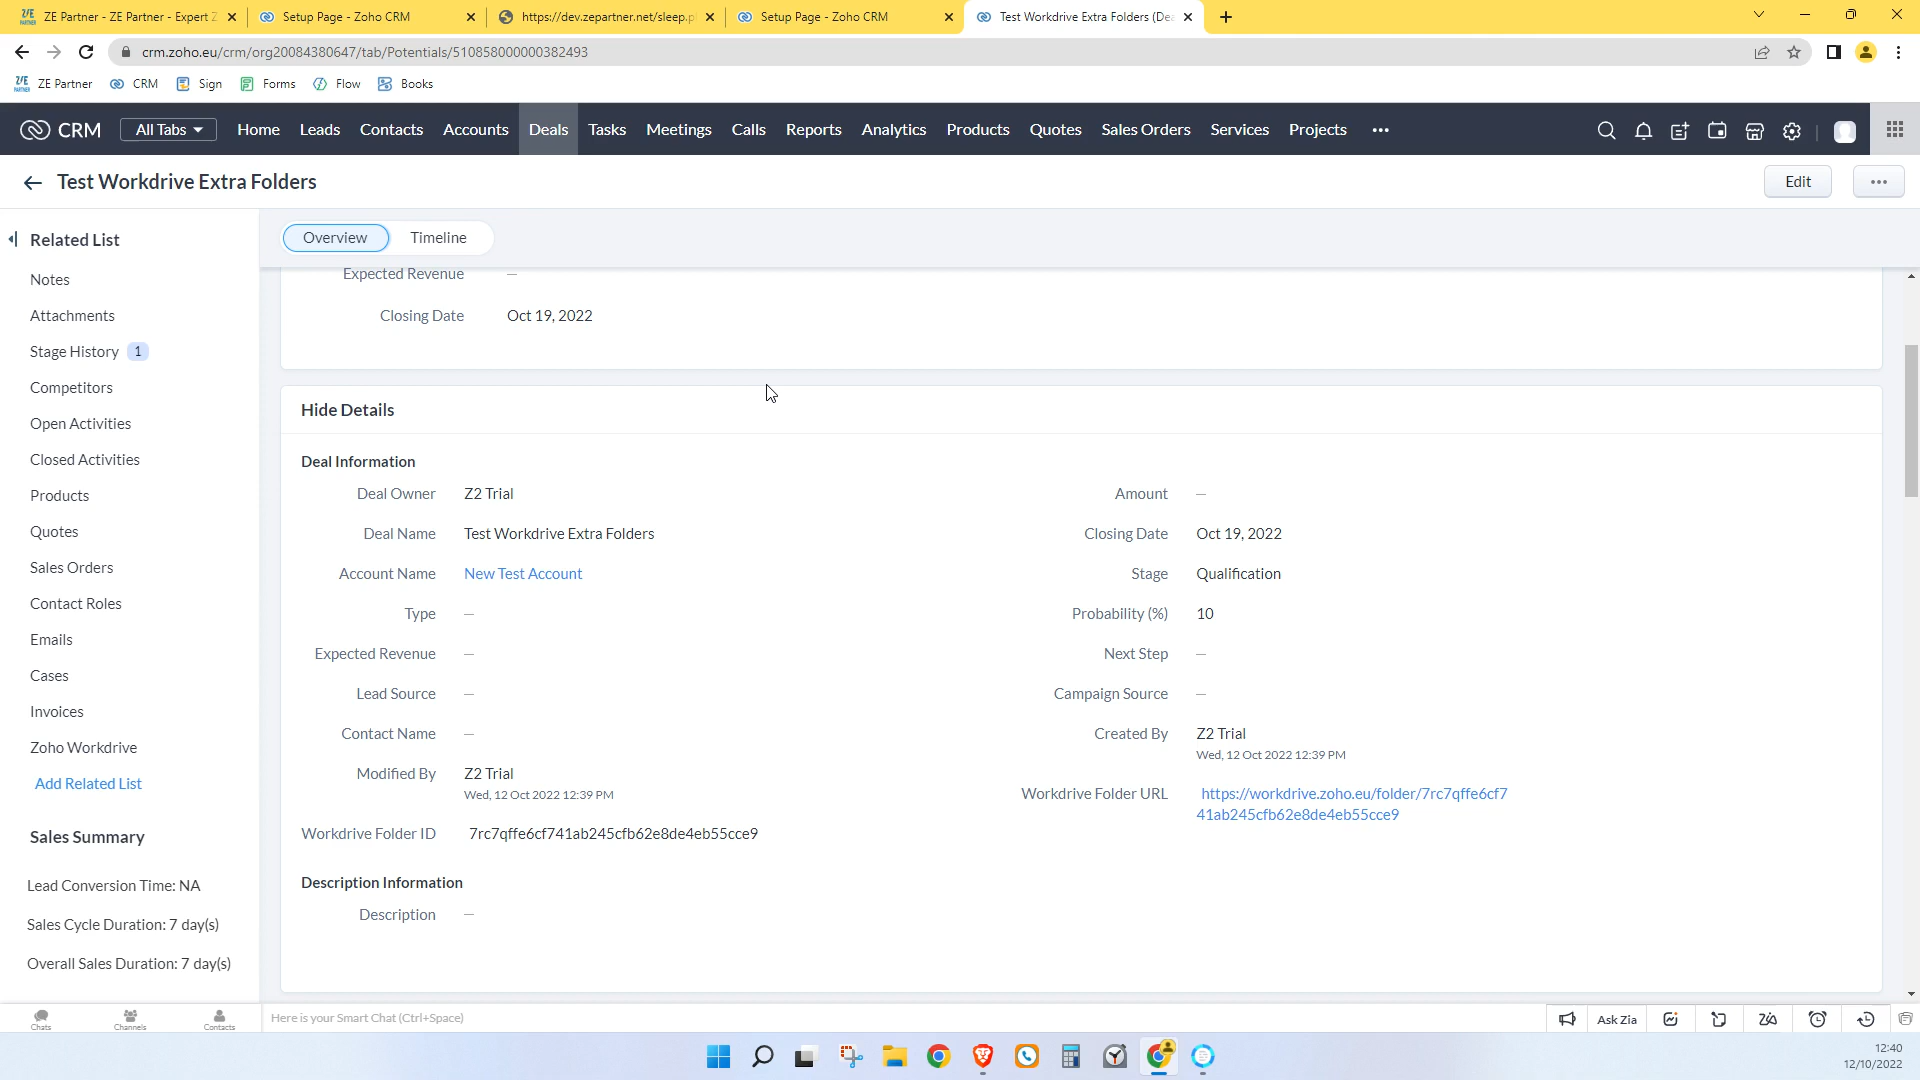 ZE Partner - ZE Partner - Expert Z
Setup Page - Zoho CRM
https://dev.zepartner.net/sleep.p
Setup Page - Zoho CRM
Test Workdrive Extra Folders (De
crm.zoho.eu/crm/org20084380647/tab/Potentials/510858000000382493
ZE Partner CRM Sign Forms Flow Books
CRM All Tabs Home Leads Contacts Accounts Deals Tasks Meetings Calls Reports Analytics Products Quotes Sales Orders Services Projects
Test Workdrive Extra Folders
Edit
Related List
Notes
Attachments
Stage History 1
Competitors
Open Activities
Closed Activities
Products
Quotes
Sales Orders
Contact Roles
Emails
Cases
Invoices
Zoho Workdrive
Add Related List
Sales Summary
Lead Conversion Time: NA
Sales Cycle Duration: 7 day(s)
Overall Sales Duration: 7 day(s)
Overview Timeline
Expected Revenue —
Closing Date Oct 19, 2022
Hide Details
Deal Information
Deal Owner Z2 Trial
Amount —
Deal Name Test Workdrive Extra Folders
Closing Date Oct 19, 2022
Account Name New Test Account
Stage Qualification
Type —
Probability (%) 10
Expected Revenue —
Next Step —
Lead Source —
Campaign Source —
Contact Name —
Created By Z2 Trial
Wed, 12 Oct 2022 12:39 PM
Modified By Z2 Trial
Wed, 12 Oct 2022 12:39 PM
Workdrive Folder URL https://workdrive.zoho.eu/folder/7rc7qffe6cf7
41ab245cfb62e8de4eb55cce9
Workdrive Folder ID 7rc7qffe6cf741ab245cfb62e8de4eb55cce9
Description Information
Description —
Chats Channels Contacts
Here is your Smart Chat (Ctrl+Space)
Ask Zia
12:40
12/10/2022